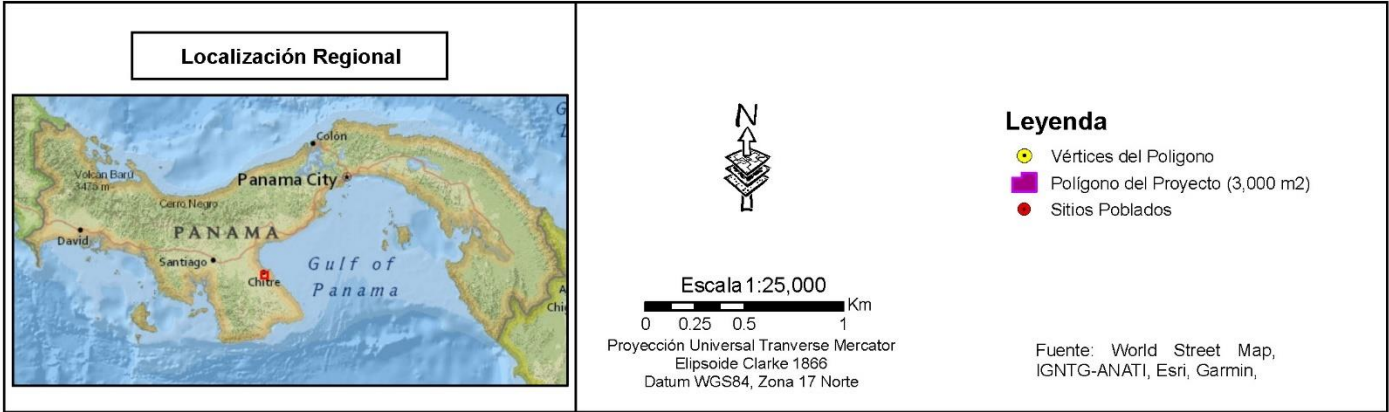 Localización Regional
Colón
Volcán Barú
3475 m
Panama City
Cerro Negro
PANAMA
David
Santiago
Gulf of
Panama
Chitre
N
Escala 1:25,000
Km
0 0.25 0.5 1
Proyección Universal Tranverse Mercator
Elipsoide Clarke 1866
Datum WGS84, Zona 17 Norte
Leyenda
Vértices del Poligono
Polígono del Proyecto (3,000 m2)
Sitios Poblados
Fuente: World Street Map,
IGNTG-ANATI, Esri, Garmin,